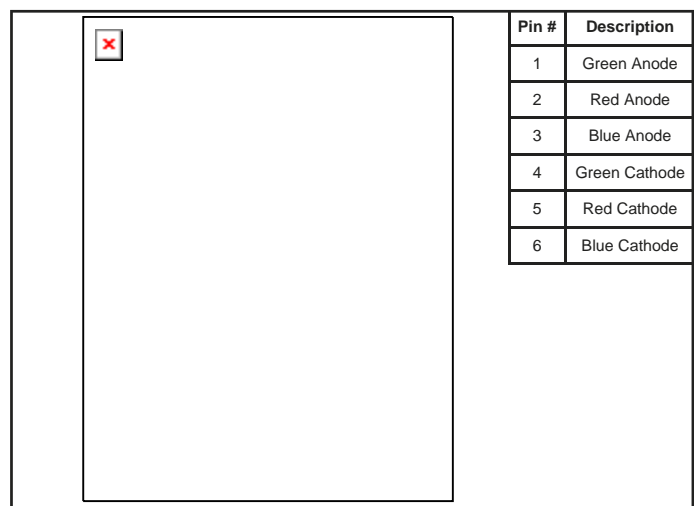 Pin # Description
1 Green Anode
2 Red Anode
3 Blue Anode
4 Green Cathode
5 Red Cathode
6 Blue Cathode